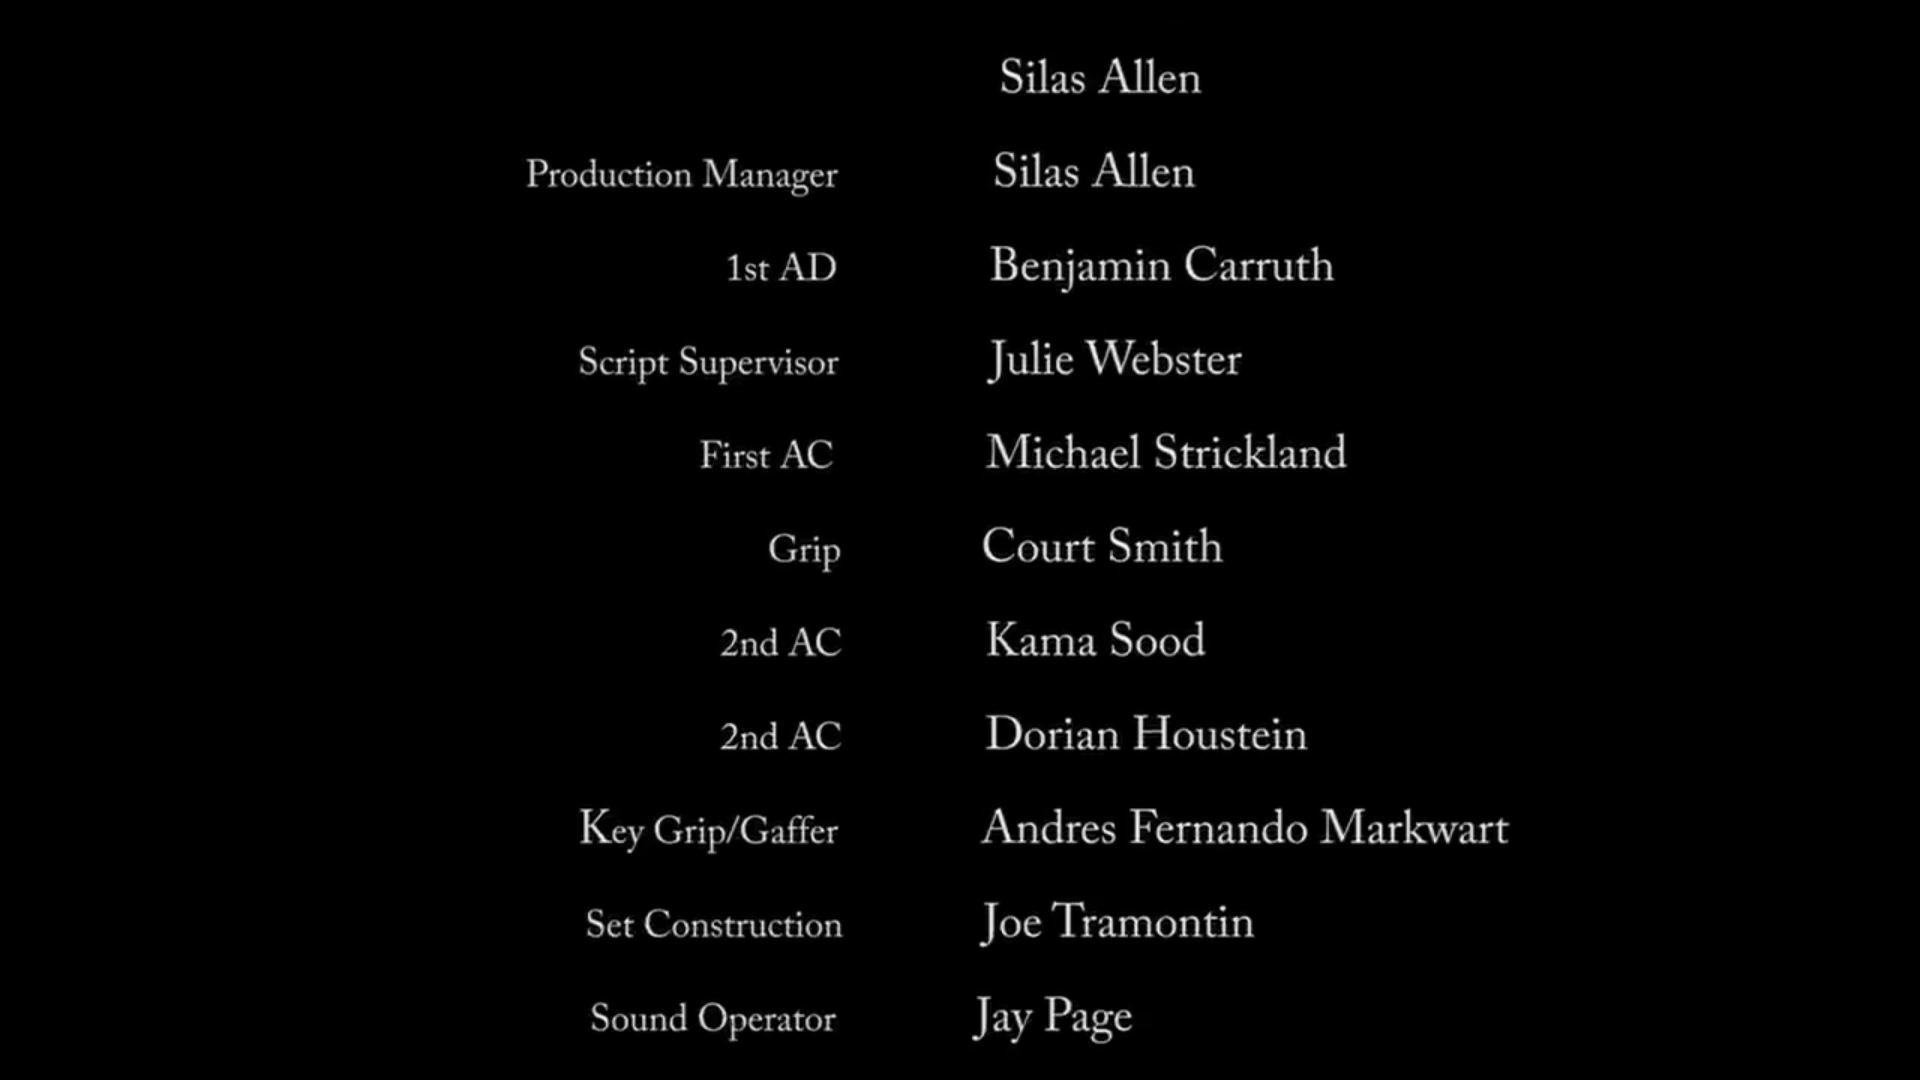 Silas Allen
Production Manager Silas Allen
1st AD Benjamin Carruth
Script Supervisor Julie Webster
First AC Michael Strickland
Grip Court Smith
2nd AC Kama Sood
2nd AC Dorian Houstein
Key Grip/Gaffer Andres Fernando Markwart
Set Construction Joe Tramontin
Sound Operator Jay Page